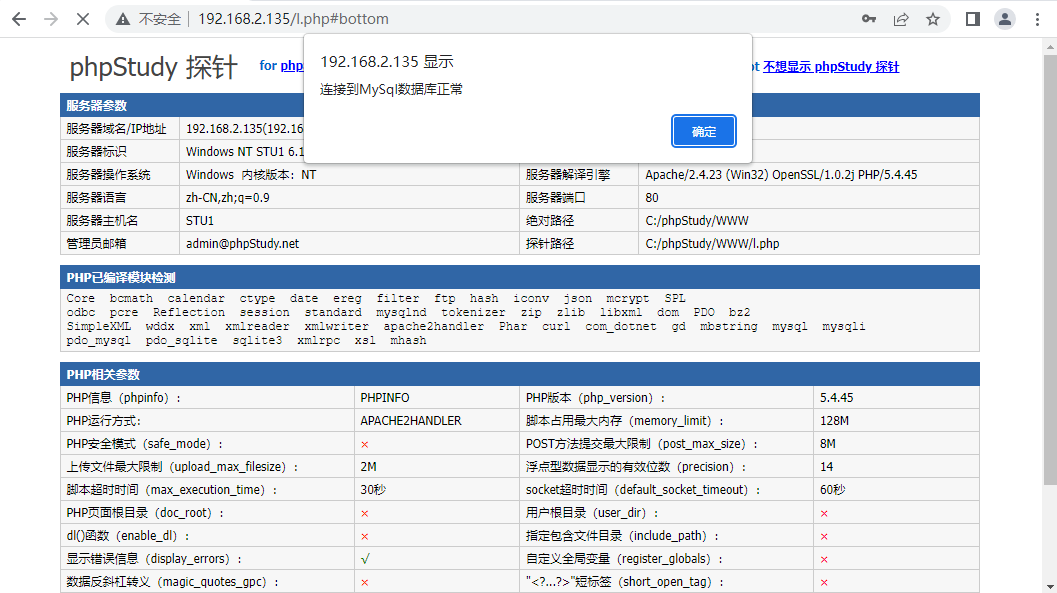 不安全 192.168.2.135/l.php#bottom
192.168.2.135 显示
连接到MySql数据库正常
确定
phpStudy 探针 for php ot 不想显示 phpStudy 探针
服务器参数
服务器域名/IP地址 192.168.2.135(192.16
服务器标识 Windows NT STU1 6.1
服务器操作系统 Windows 内核版本：NT 服务器解译引擎 Apache/2.4.23 (Win32) OpenSSL/1.0.2j PHP/5.4.45
服务器语言 zh-CN,zh;q=0.9 服务器端口 80
服务器主机名 STU1 绝对路径 C:/phpStudy/WWW
管理员邮箱 admin@phpStudy.net 探针路径 C:/phpStudy/WWW/l.php
PHP已编译模块检测
Core bcmath calendar ctype date ereg filter ftp hash iconv json mcrypt SPL
odbc pcre Reflection session standard mysqlnd tokenizer zip zlib libxml dom PDO bz2
SimpleXML wddx xml xmlreader xmlwriter apache2handler Phar curl com_dotnet gd mbstring mysql mysqli
pdo_mysql pdo_sqlite sqlite3 xmlrpc xsl mhash
PHP相关参数
PHP信息（phpinfo）： PHPINFO PHP版本（php_version）： 5.4.45
PHP运行方式： APACHE2HANDLER 脚本占用最大内存（memory_limit）： 128M
PHP安全模式（safe_mode）： × POST方法提交最大限制（post_max_size）： 8M
上传文件最大限制（upload_max_filesize）： 2M 浮点型数据显示的有效位数（precision）： 14
脚本超时时间（max_execution_time）： 30秒 socket超时时间（default_socket_timeout）： 60秒
PHP页面根目录（doc_root）： × 用户根目录（user_dir）： ×
dl()函数（enable_dl）： × 指定包含文件目录（include_path）： ×
显示错误信息（display_errors）： √ 自定义全局变量（register_globals）： ×
数据反斜杠转义（magic_quotes_gpc）： × "<?...?>"短标签（short_open_tag）： ×